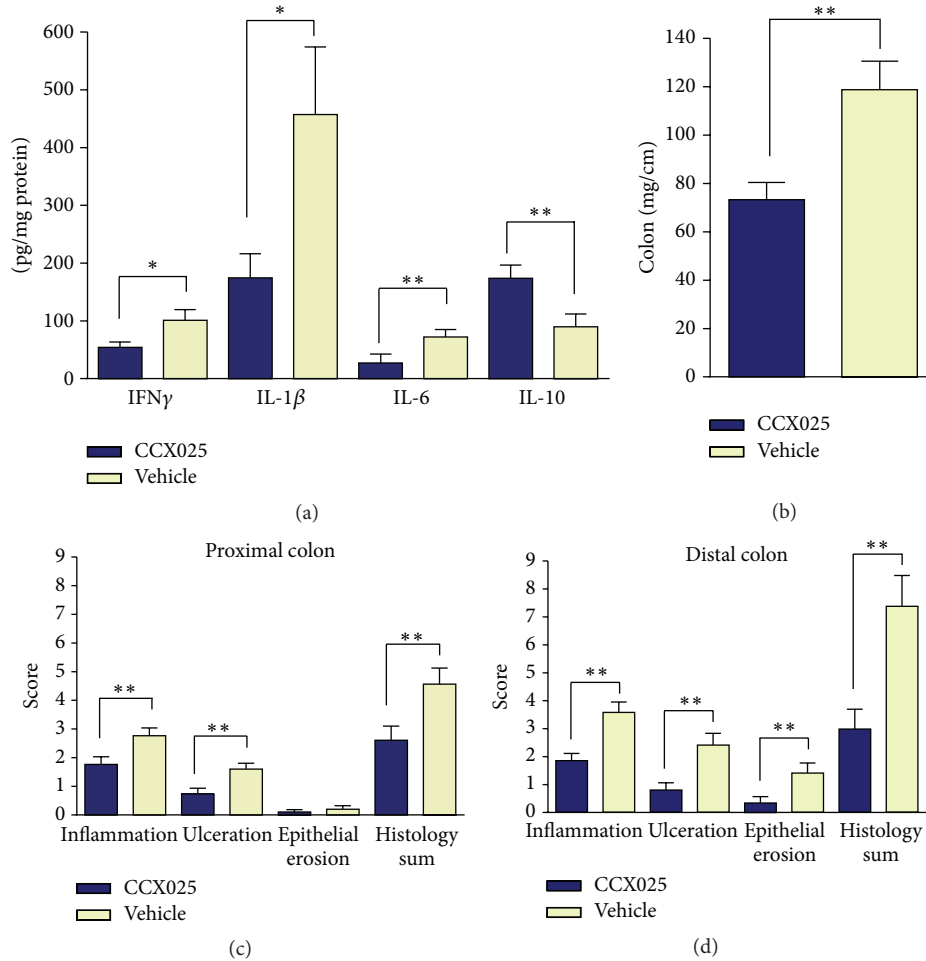 (pg/mg protein)
600
500
400
300
200
100
0
*
*
**
**
IFNγ IL-1β IL-6 IL-10
CCX025
Vehicle
(a)
Colon (mg/cm)
160
140
120
100
80
60
40
20
0
**
CCX025
Vehicle
(b)
Proximal colon
Score
9
8
7
6
5
4
3
2
1
0
**
**
**
Inflammation Ulceration Epithelial Histology
erosion sum
CCX025
Vehicle
(c)
Distal colon
Score
9
8
7
6
5
4
3
2
1
0
**
**
**
**
Inflammation Ulceration Epithelial Histology
erosion sum
CCX025
Vehicle
(d)